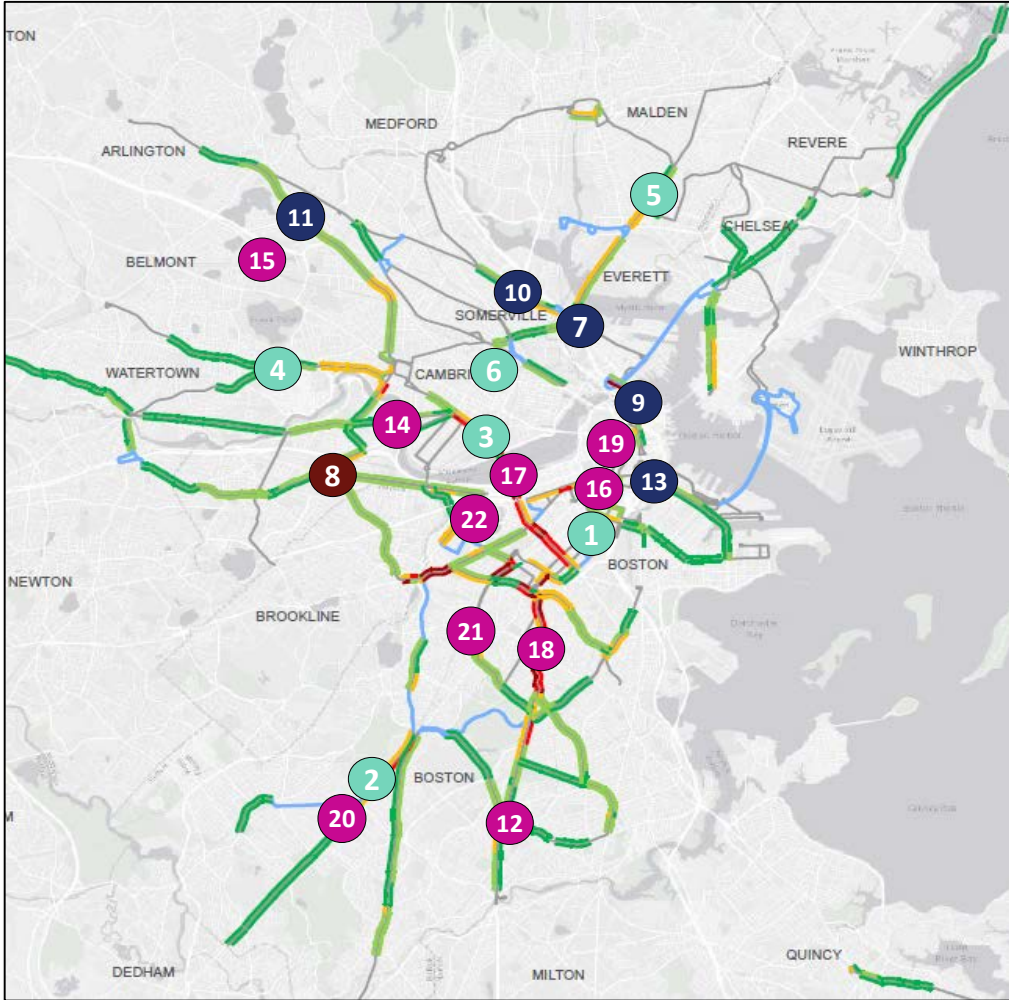 TON
MALDEN
MEDFORD
REVERE
ARLINGTON
5
11
CHELSEA
15
BELMONT
EVERETT
10
SOMERVILLE
7
WINTHROP
4
6
WATERTOWN
9
14
3
19
8
17
16
13
22
1
BOSTON
NEWTON
BROOKLINE
21
18
2
BOSTON
20
12
QUINCY
DEDHAM
MILTON